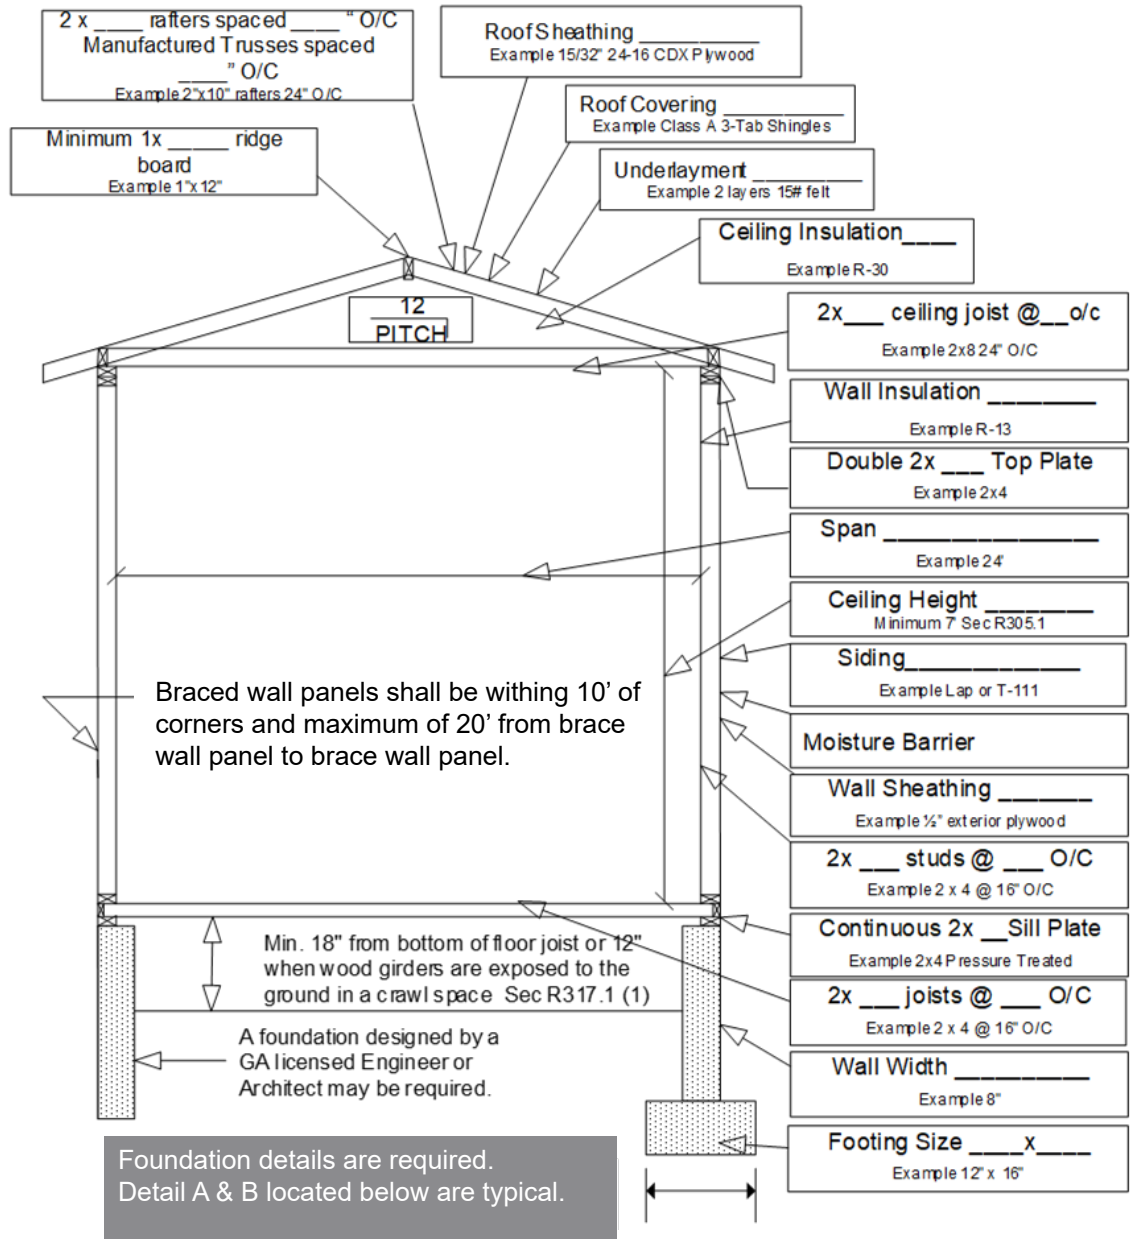 2 x ____ rafters spaced ____ “ O/C
Manufactured Trusses spaced
____” O/C
Example 2"x10" rafters 24" O/C
Roof Sheathing __________
Example 15/32" 24-16 CDX Plywood
Roof Covering __________
Example Class A 3-Tab Shingles
Minimum 1x _____ ridge
board
Example 1"x 12"
Underlayment _________
Example 2 layers 15# felt
Ceiling Insulation____
Example R-30
12
PITCH
2x___ ceiling joist @__o/c
Example 2x8 24" O/C
Wall Insulation ________
Example R-13
Double 2x ___ Top Plate
Example 2x4
Span ________________
Example 24'
Ceiling Height ________
Minimum 7' Sec R305.1
Siding_____________
Example Lap or T-111
Braced wall panels shall be withing 10’ of
corners and maximum of 20’ from brace
wall panel to brace wall panel.
Moisture Barrier
Wall Sheathing _______
Example ½" exterior plywood
2x ___ studs @ ___ O/C
Example 2 x 4 @ 16" O/C
Continuous 2x __Sill Plate
Example 2x4 Pressure Treated
Min. 18" from bottom of floor joist or 12"
when wood girders are exposed to the
ground in a crawl space Sec R317.1 (1)
2x ___ joists @ ___ O/C
Example 2 x 4 @ 16" O/C
A foundation designed by a
GA licensed Engineer or
Architect may be required.
Wall Width __________
Example 8"
Footing Size ____x____
Example 12" x 16"
Foundation details are required.
Detail A & B located below are typical.